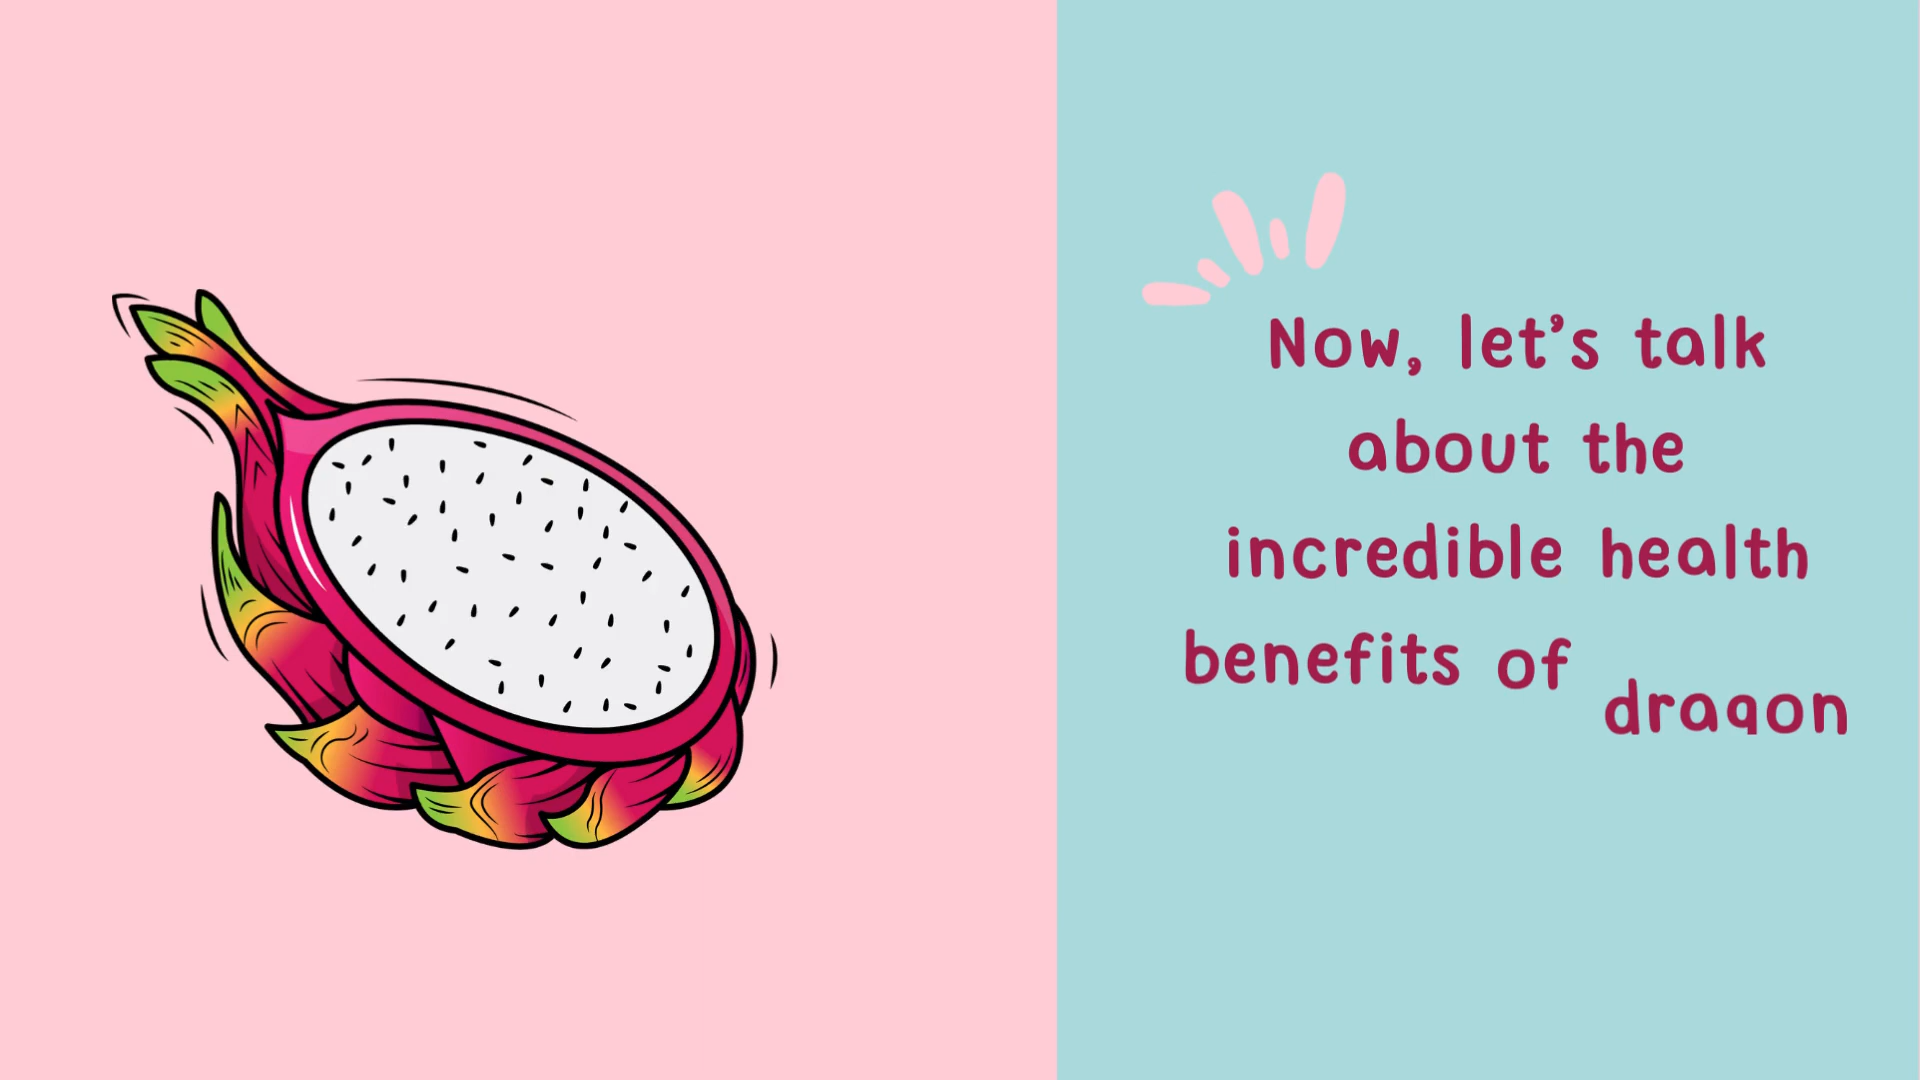 Now, let's talk
about the
incredible health
benefits of dragon